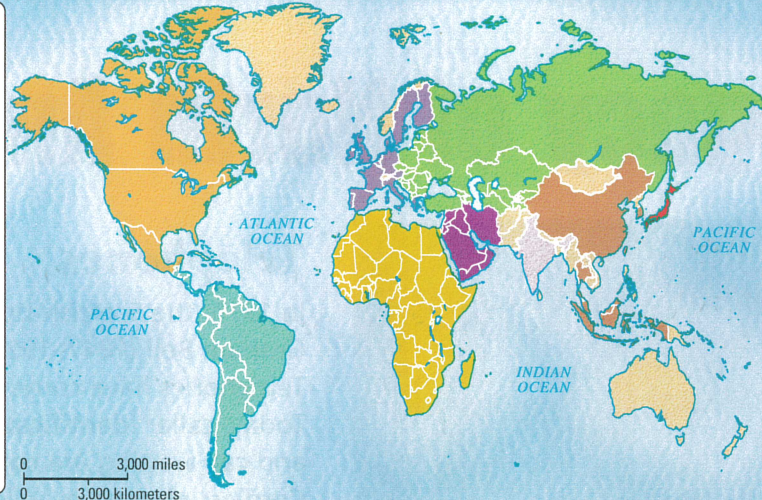 ATLANTIC
OCEAN
PACIFIC
OCEAN
PACIFIC
OCEAN
INDIAN
OCEAN
0 3,000 miles
0 3,000 kilometers